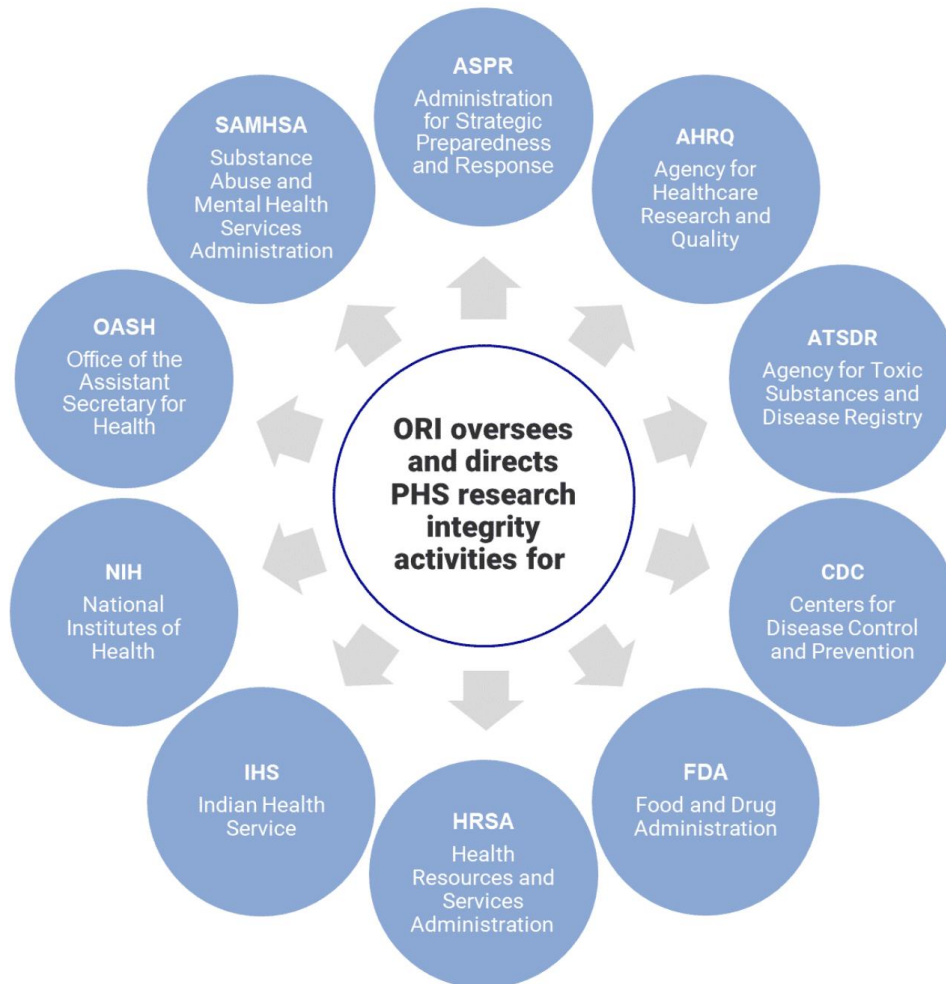 ORI oversees
and directs
PHS research
integrity
activities for
ASPR
Administration
for Strategic
Preparedness
and Response
AHRQ
Agency for
Healthcare
Research and
Quality
ATSDR
Agency for Toxic
Substances and
Disease Registry
CDC
Centers for
Disease Control
and Prevention
FDA
Food and Drug
Administration
HRSA
Health
Resources and
Services
Administration
IHS
Indian Health
Service
NIH
National
Institutes of
Health
OASH
Office of the
Assistant
Secretary for
Health
SAMHSA
Substance
Abuse and
Mental Health
Services
Administration